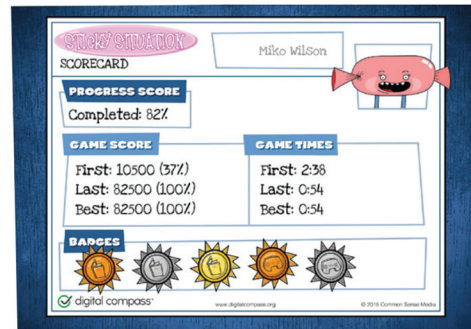 STICKY SITUATION
SCORECARD
Miko Wilson
PROGRESS SCORE
Completed: 82%
GAME SCORE
First: 10500 (37%)
Last: 82500 (100%)
Best: 82500 (100%)
GAME TIMES
First: 2:38
Last: 0:54
Best: 0:54
BADGES
digital compass™
www.digitalcompass.org
© 2015 Common Sense Media